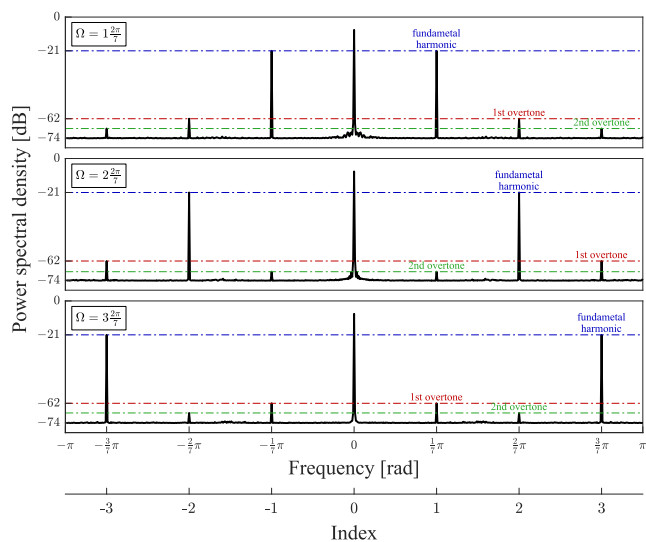 Power spectral density [dB]
0
Ω = 1 2π/7
fundametal
harmonic
−21
1st overtone
−62
2nd overtone
−74
0
Ω = 2 2π/7
fundametal
harmonic
−21
1st overtone
−62
2nd overtone
−74
0
Ω = 3 2π/7
fundametal
harmonic
−21
1st overtone
−62
2nd overtone
−74
−π −3/7π −2/7π −1/7π 0 1/7π 2/7π 3/7π π
Frequency [rad]
-3 -2 -1 0 1 2 3
Index